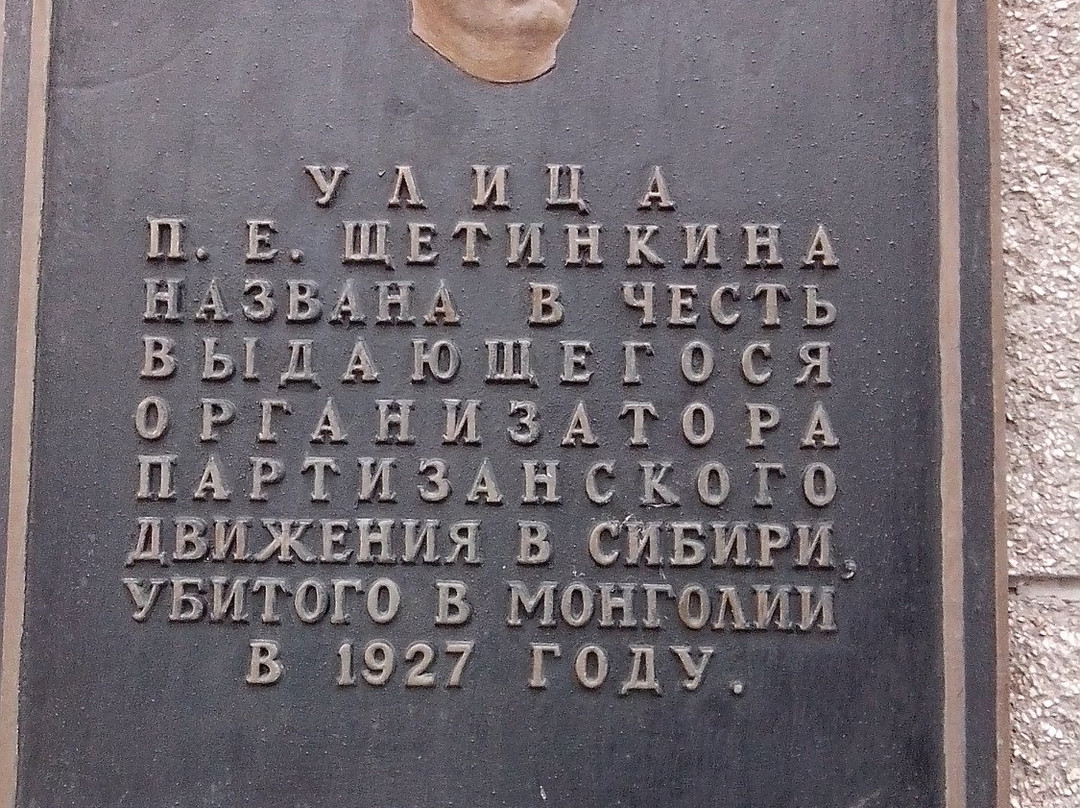 УЛИЦА
П. Е. ЩЕТИНКИНА
НАЗВАНА В ЧЕСТЬ
ВЫДАЮЩЕГОСЯ
ОРГАНИЗАТОРА
ПАРТИЗАНСКОГО
ДВИЖЕНИЯ В СИБИРИ,
УБИТОГО В МОНГОЛИИ
В 1927 ГОДУ.